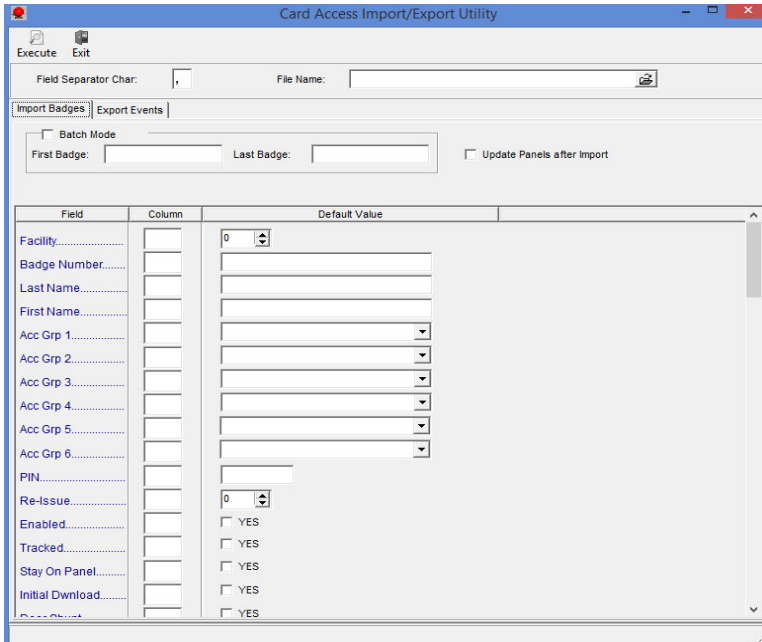 Card Access Import/Export Utility
Execute Exit
Field Separator Char: , File Name:
Import Badges Export Events
Batch Mode
First Badge: Last Badge: Update Panels after Import
Field Column Default Value
Facility...................... 0
Badge Number........
Last Name...............
First Name...............
Acc Grp 1.................
Acc Grp 2.................
Acc Grp 3.................
Acc Grp 4.................
Acc Grp 5.................
Acc Grp 6.................
PIN...........................
Re-Issue.................. 0
Enabled.................... YES
Tracked.................... YES
Stay On Panel.......... YES
Initial Dwnload.......... YES
Door Shunt YES